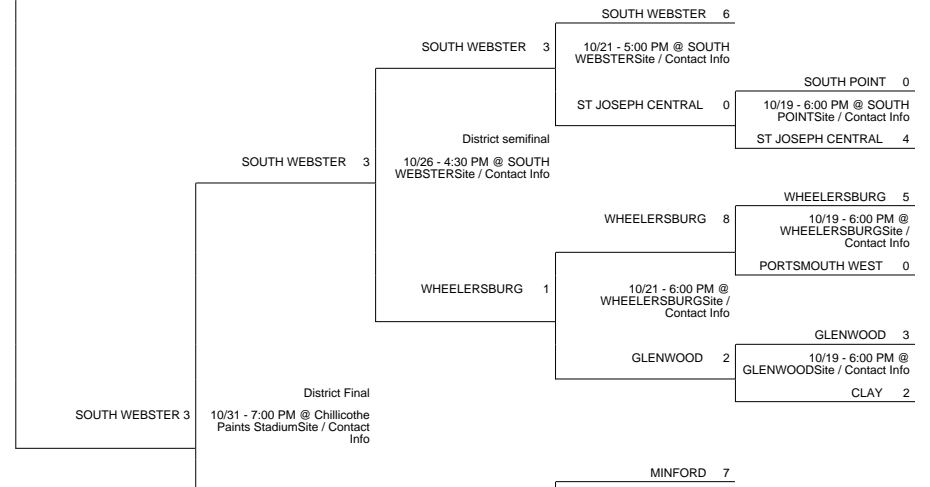 SOUTH WEBSTER 6
SOUTH WEBSTER 3
10/21 - 5:00 PM @ SOUTH
WEBSTERSite / Contact Info
SOUTH POINT 0
ST JOSEPH CENTRAL 0
10/19 - 6:00 PM @ SOUTH
POINTSite / Contact Info
District semifinal
ST JOSEPH CENTRAL 4
SOUTH WEBSTER 3
10/26 - 4:30 PM @ SOUTH
WEBSTERSite / Contact Info
WHEELERSBURG 5
WHEELERSBURG 8
10/19 - 6:00 PM @
WHEELERSBURGSite /
Contact Info
PORTSMOUTH WEST 0
WHEELERSBURG 1
10/21 - 6:00 PM @
WHEELERSBURGSite /
Contact Info
GLENWOOD 3
GLENWOOD 2
10/19 - 6:00 PM @
GLENWOODSite / Contact Info
District Final
CLAY 2
SOUTH WEBSTER 3
10/31 - 7:00 PM @ Chillicothe
Paints StadiumSite / Contact
Info
MINFORD 7